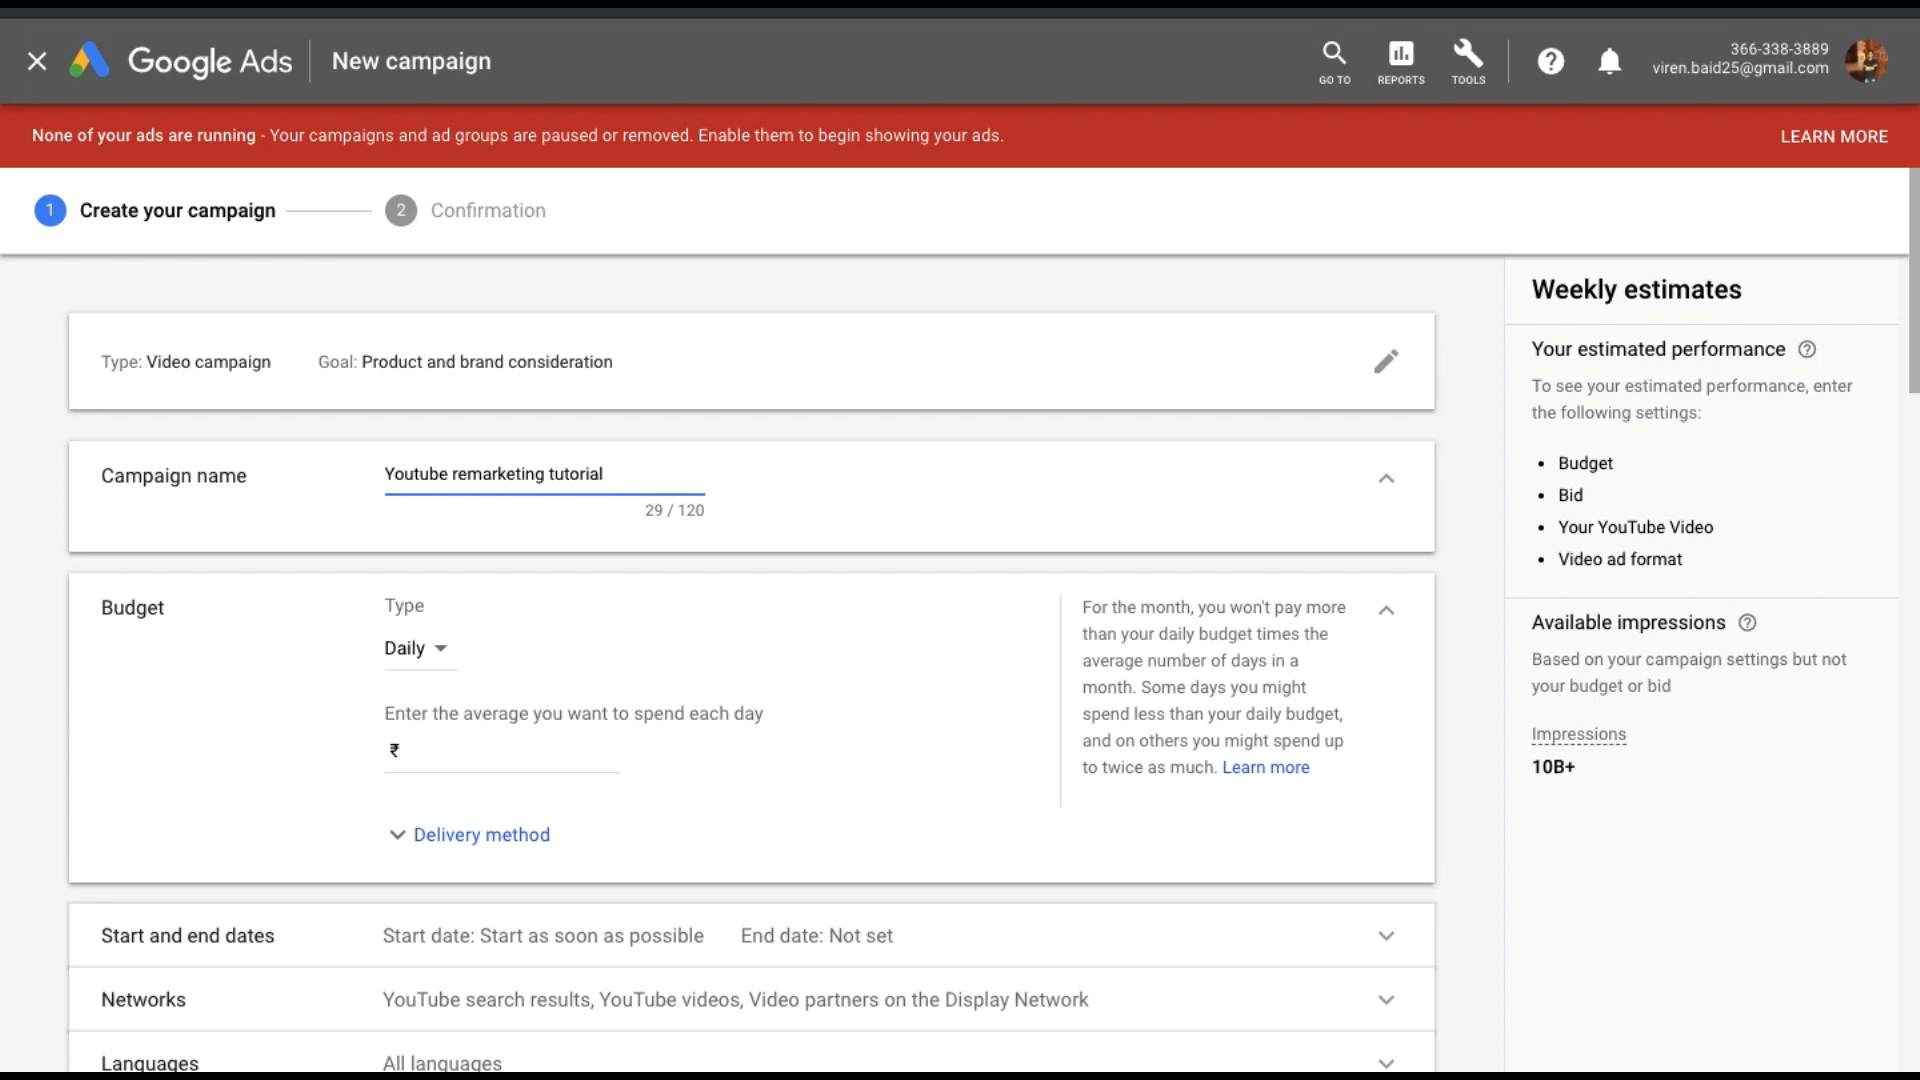 Google Ads
New campaign
GO TO
REPORTS
TOOLS
?
366-338-3889
viren.baid25@gmail.com
None of your ads are running - Your campaigns and ad groups are paused or removed. Enable them to begin showing your ads.
LEARN MORE
1 Create your campaign
2 Confirmation
Type: Video campaign
Goal: Product and brand consideration
Campaign name
Youtube remarketing tutorial
29 / 120
Budget
Type
Daily
Enter the average you want to spend each day
₹
Delivery method
For the month, you won't pay more
than your daily budget times the
average number of days in a
month. Some days you might
spend less than your daily budget,
and on others you might spend up
to twice as much. Learn more
Start and end dates
Start date: Start as soon as possible
End date: Not set
Networks
YouTube search results, YouTube videos, Video partners on the Display Network
Languages
All languages
Weekly estimates
Your estimated performance ?
To see your estimated performance, enter
the following settings:
• Budget
• Bid
• Your YouTube Video
• Video ad format
Available impressions ?
Based on your campaign settings but not
your budget or bid
Impressions
10B+